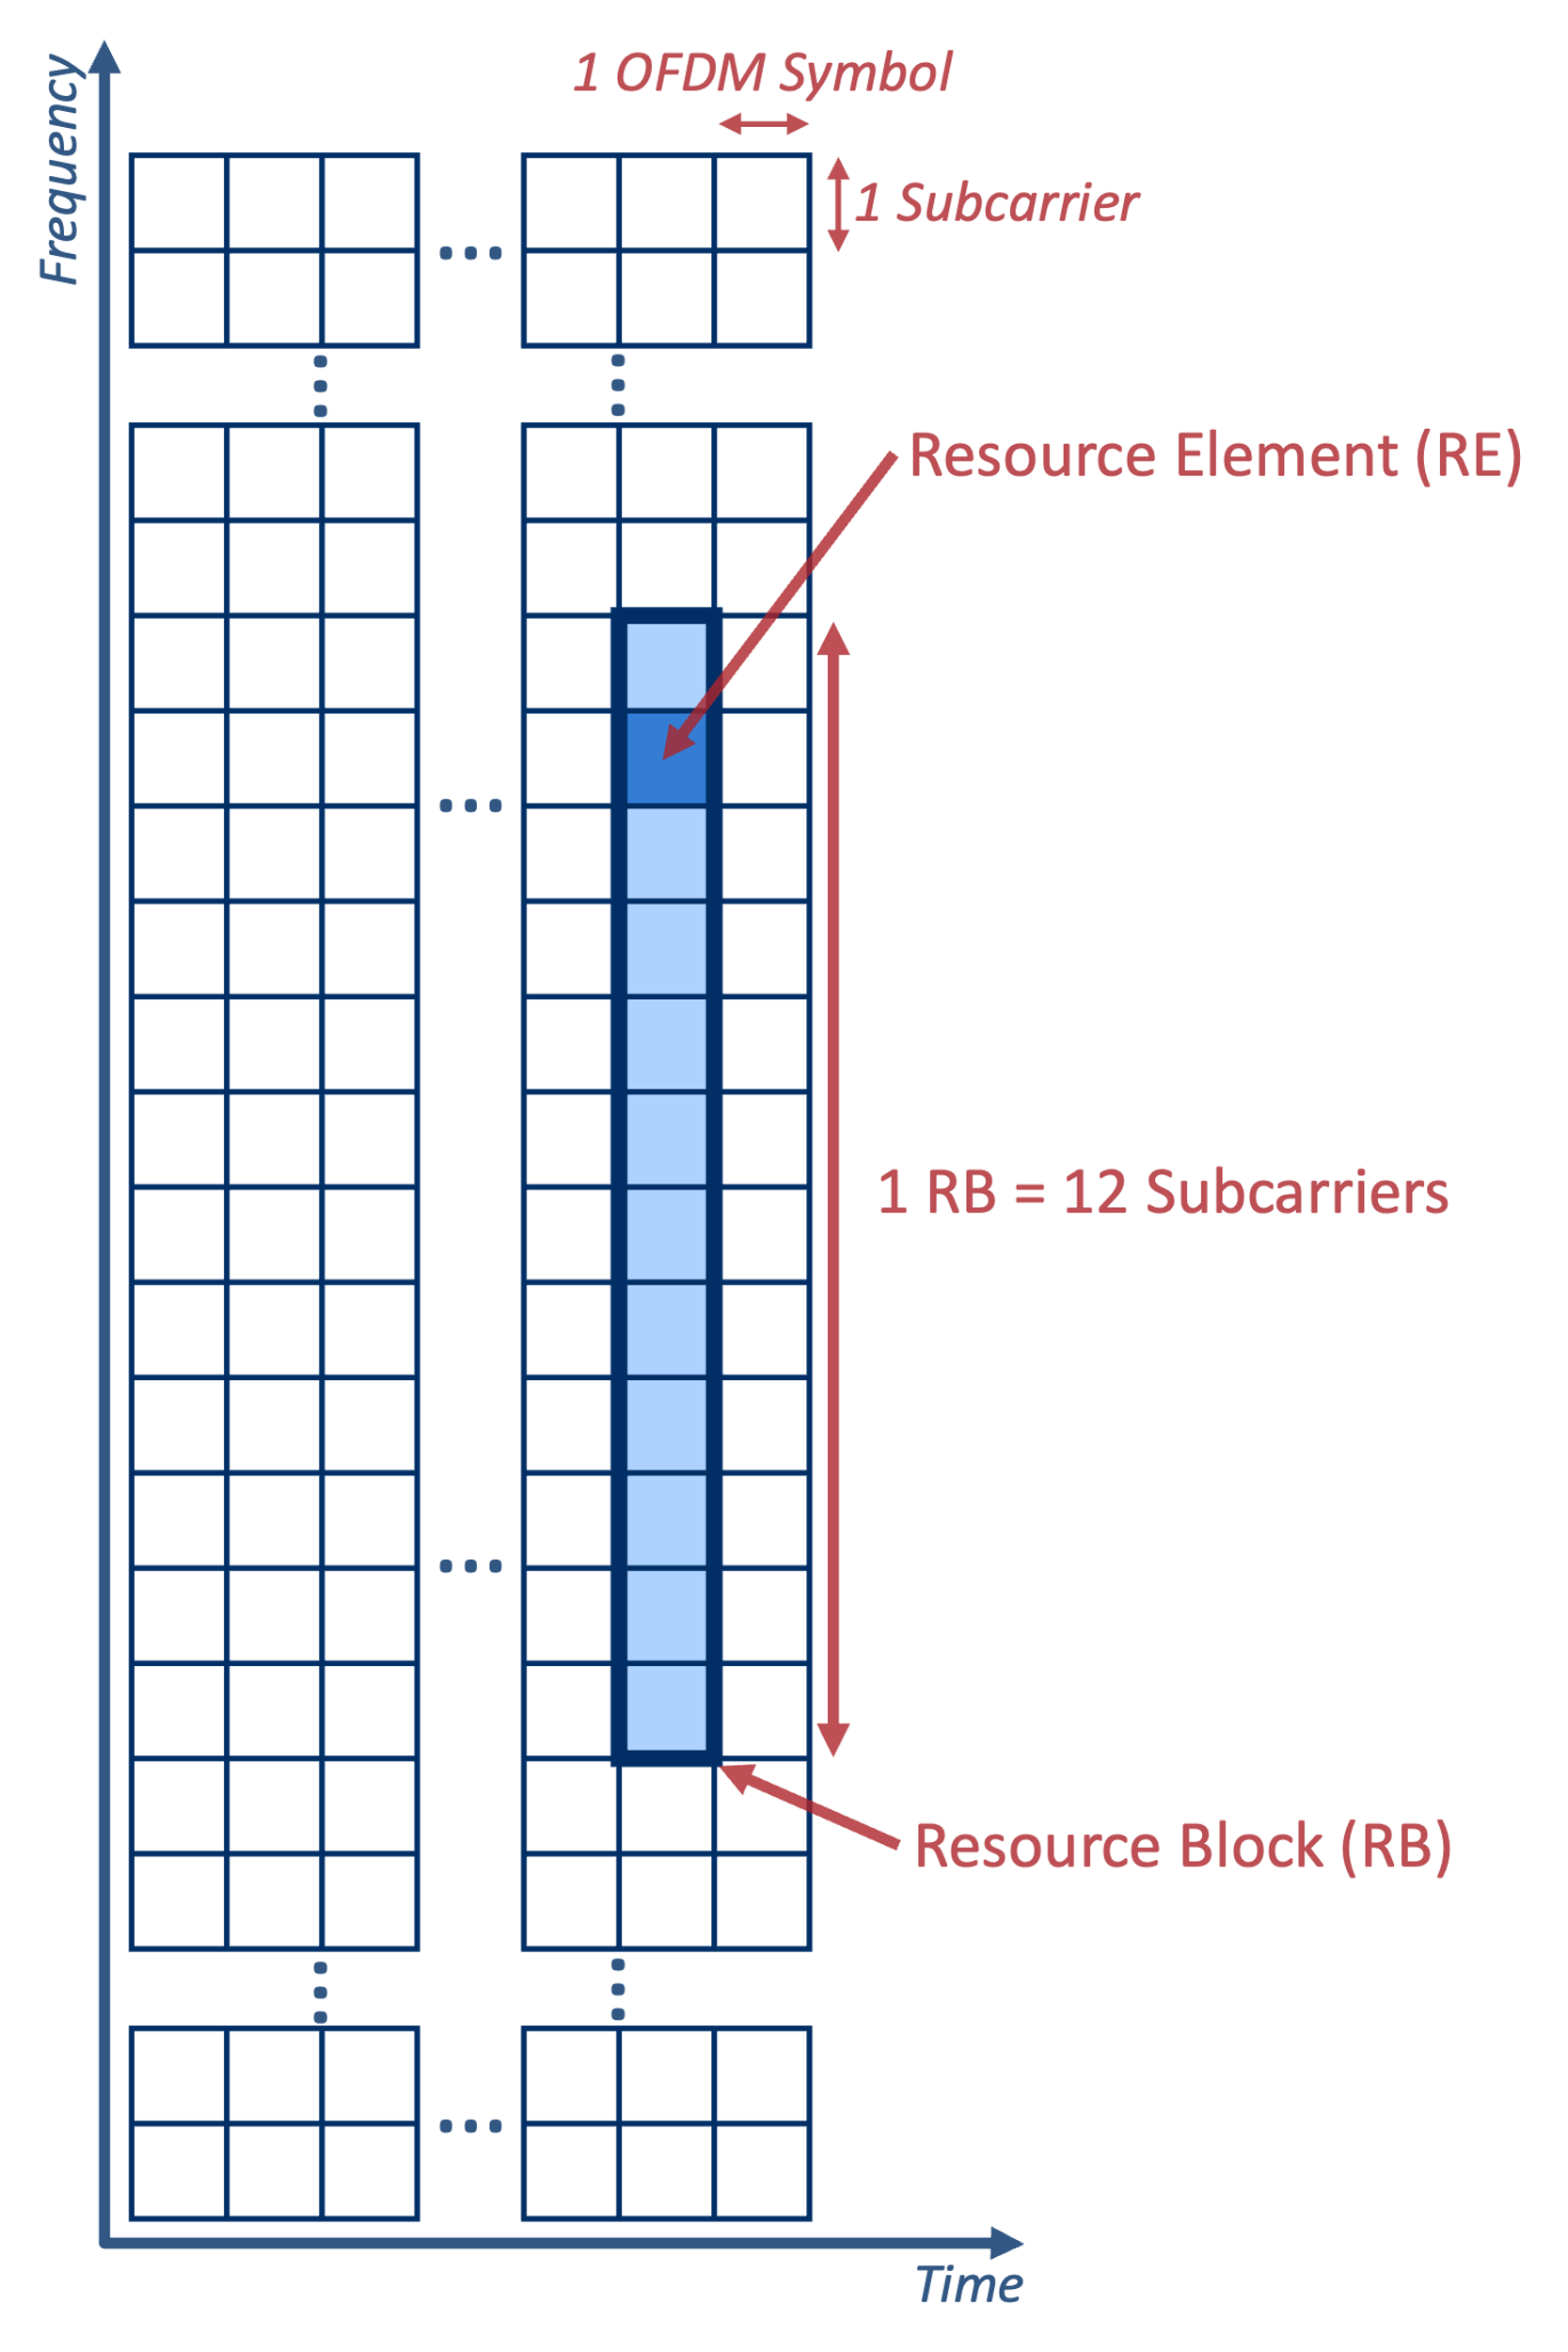 Frequency
1 OFDM Symbol
1 Subcarrier
Resource Element (RE)
1 RB = 12 Subcarriers
Resource Block (RB)
Time